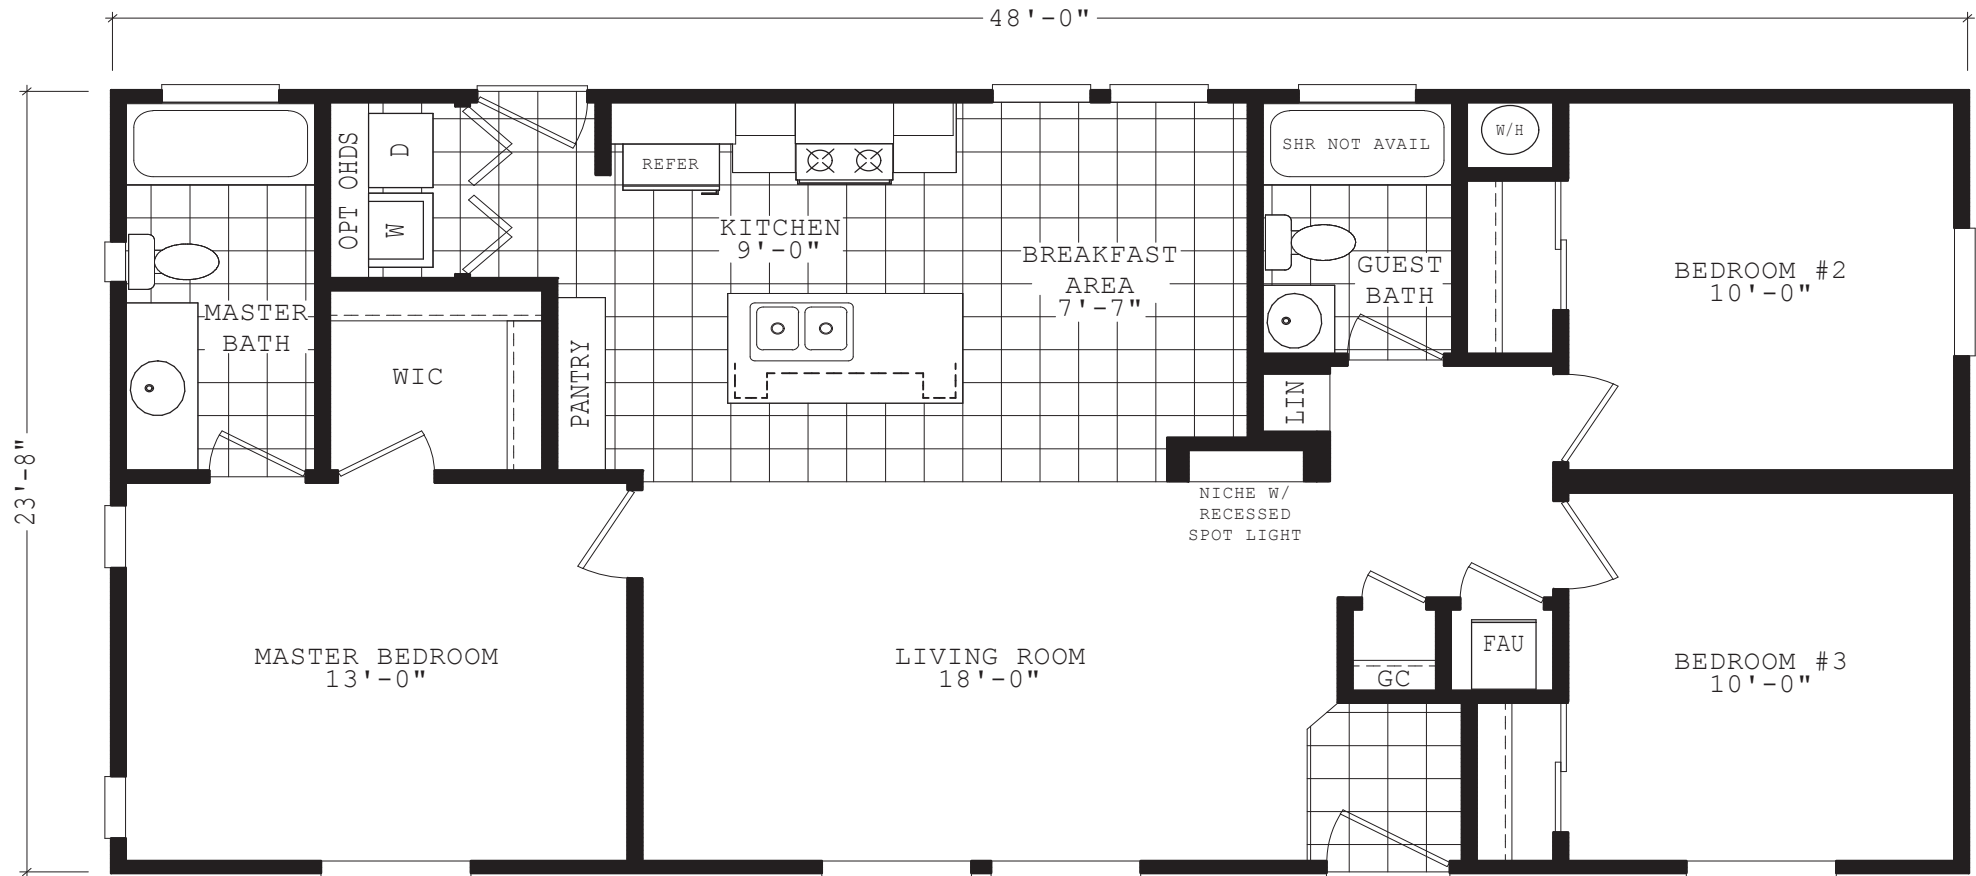 48'-0"
23'-8"
OPT OHDS
D
W
REFER
SHR NOT AVAIL
W/H
KITCHEN
9'-0"
BREAKFAST
AREA
7'-7"
GUEST
BATH
BEDROOM #2
10'-0"
MASTER
BATH
WIC
PANTRY
LIN
NICHE W/
RECESSED
SPOT LIGHT
MASTER BEDROOM
13'-0"
LIVING ROOM
18'-0"
GC
FAU
BEDROOM #3
10'-0"